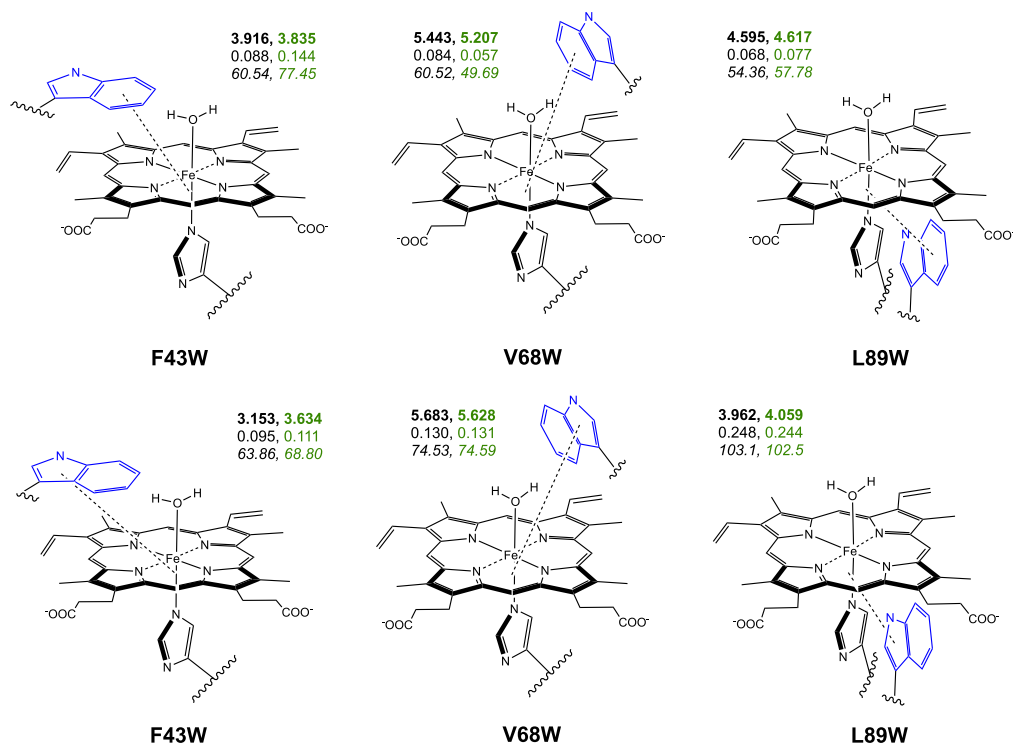 3.916, 3.835
0.088, 0.144
60.54, 77.45
N
H H
O
N N
Fe
N N
-OOC
COO-
N
N
F43W
5.443, 5.207
0.084, 0.057
60.52, 49.69
N
H H
O
N N
Fe
N N
-OOC
COO-
N
N
V68W
4.595, 4.617
0.068, 0.077
54.36, 57.78
H H
O
N N
Fe
N N
-OOC
COO-
N
N
N
L89W
3.153, 3.634
0.095, 0.111
63.86, 68.80
N
H H
O
N N
Fe
N N
-OOC
COO-
N
N
F43W
5.683, 5.628
0.130, 0.131
74.53, 74.59
N
H H
O
N N
Fe
N N
-OOC
COO-
N
N
V68W
3.962, 4.059
0.248, 0.244
103.1, 102.5
H H
O
N N
Fe
N N
-OOC
COO-
N
N
N
L89W